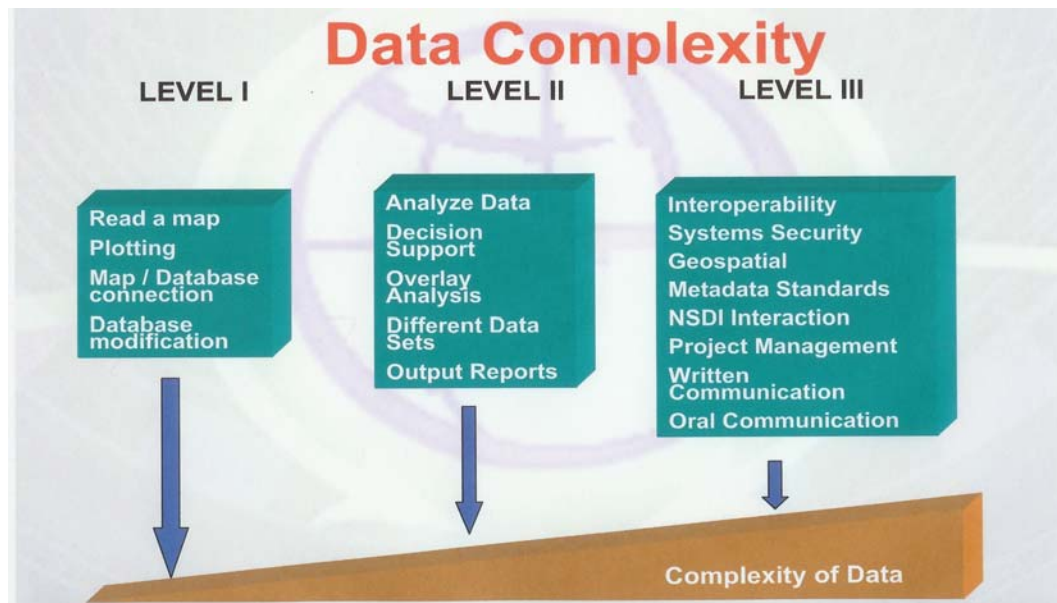 Data Complexity
LEVEL I
LEVEL II
LEVEL III
Read a map
Plotting
Map / Database
connection
Database
modification
Analyze Data
Decision
Support
Overlay
Analysis
Different Data
Sets
Output Reports
Interoperability
Systems Security
Geospatial
Metadata Standards
NSDI Interaction
Project Management
Written
Communication
Oral Communication
Complexity of Data